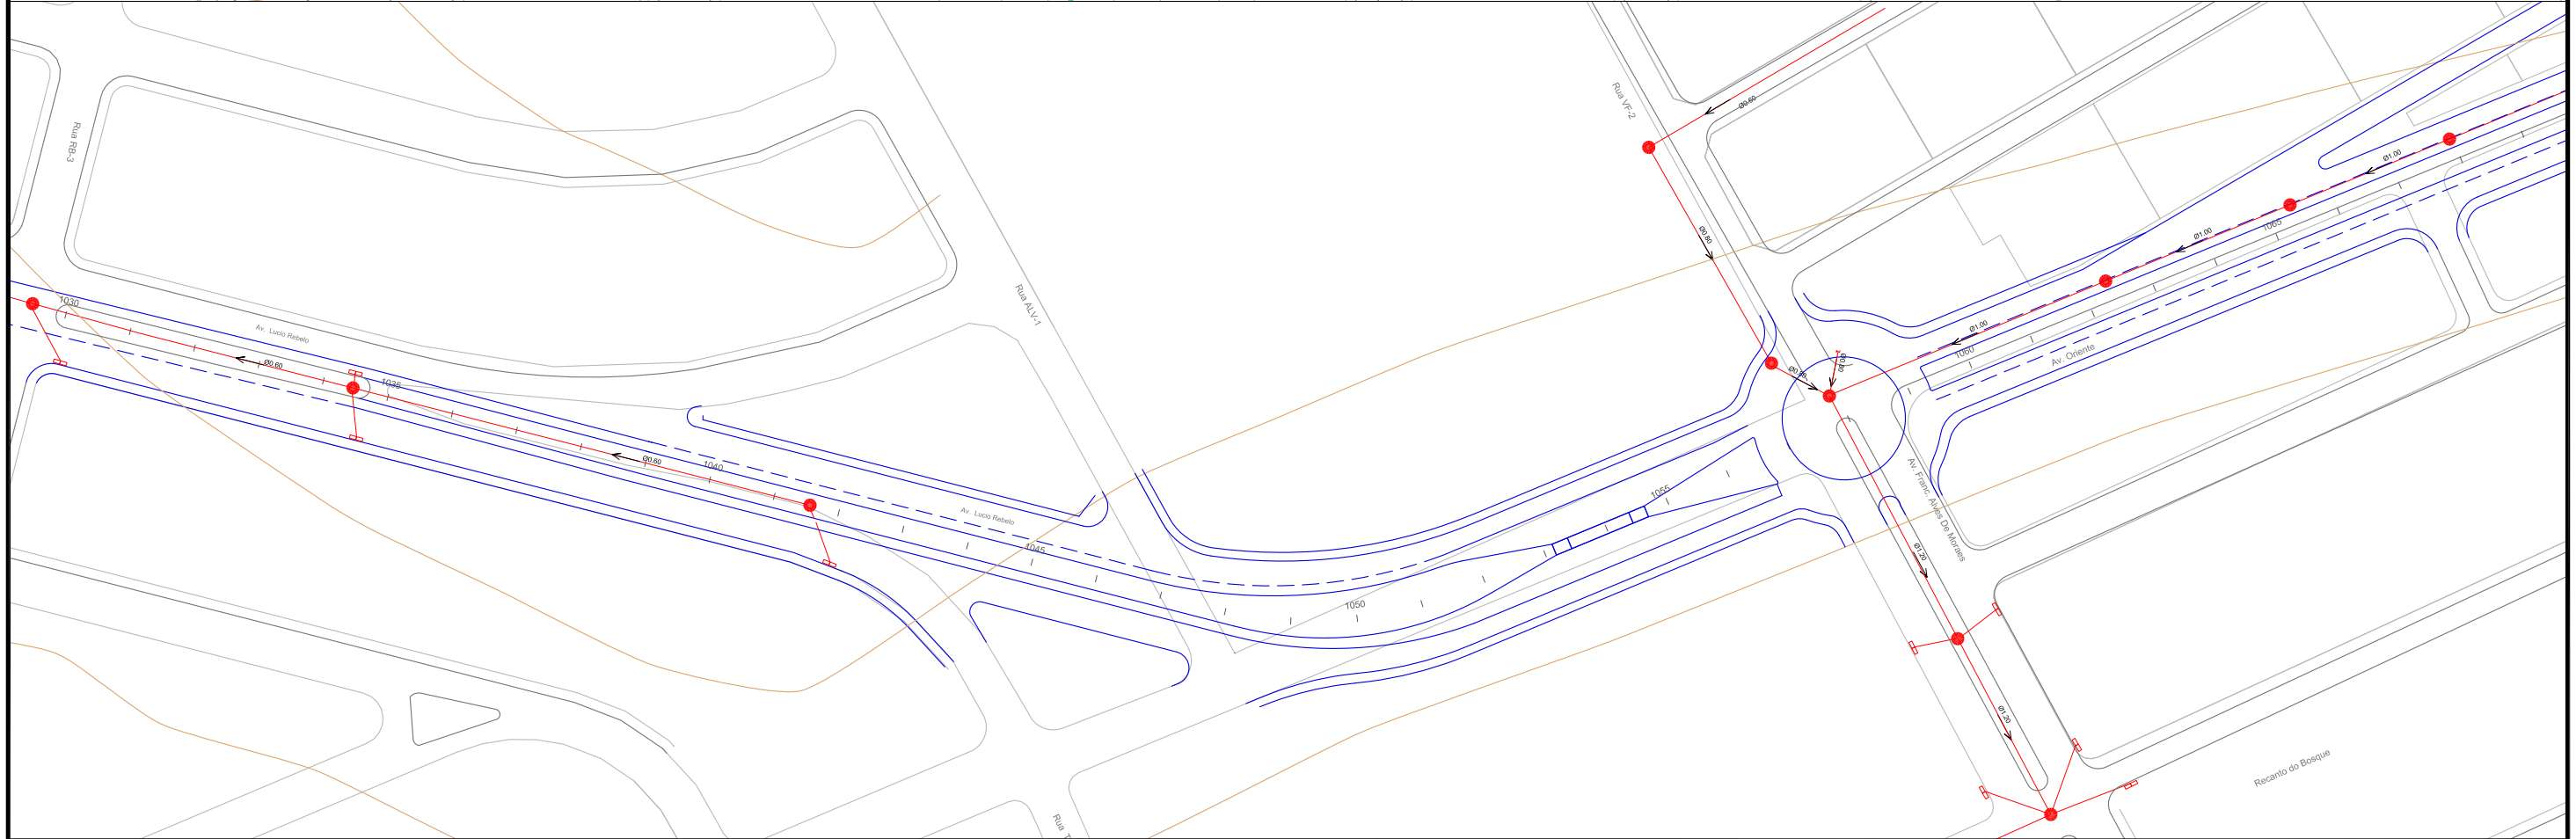 Rua RB-3
Rua VF-2
Ø0.60
Ø1.00
Ø0.80
1065
Ø1.00
Rua ALV-1
1030
Av. Lucio Rebelo
Ø0.60
1035
Ø1.00
1060
Av. Oriente
Ø0.60
1040
Av. Lucio Rebelo
1045
1050
1055
Av. Franc. Alves De Moraes
Ø1.20
Ø1.20
Recanto do Bosque
Rua